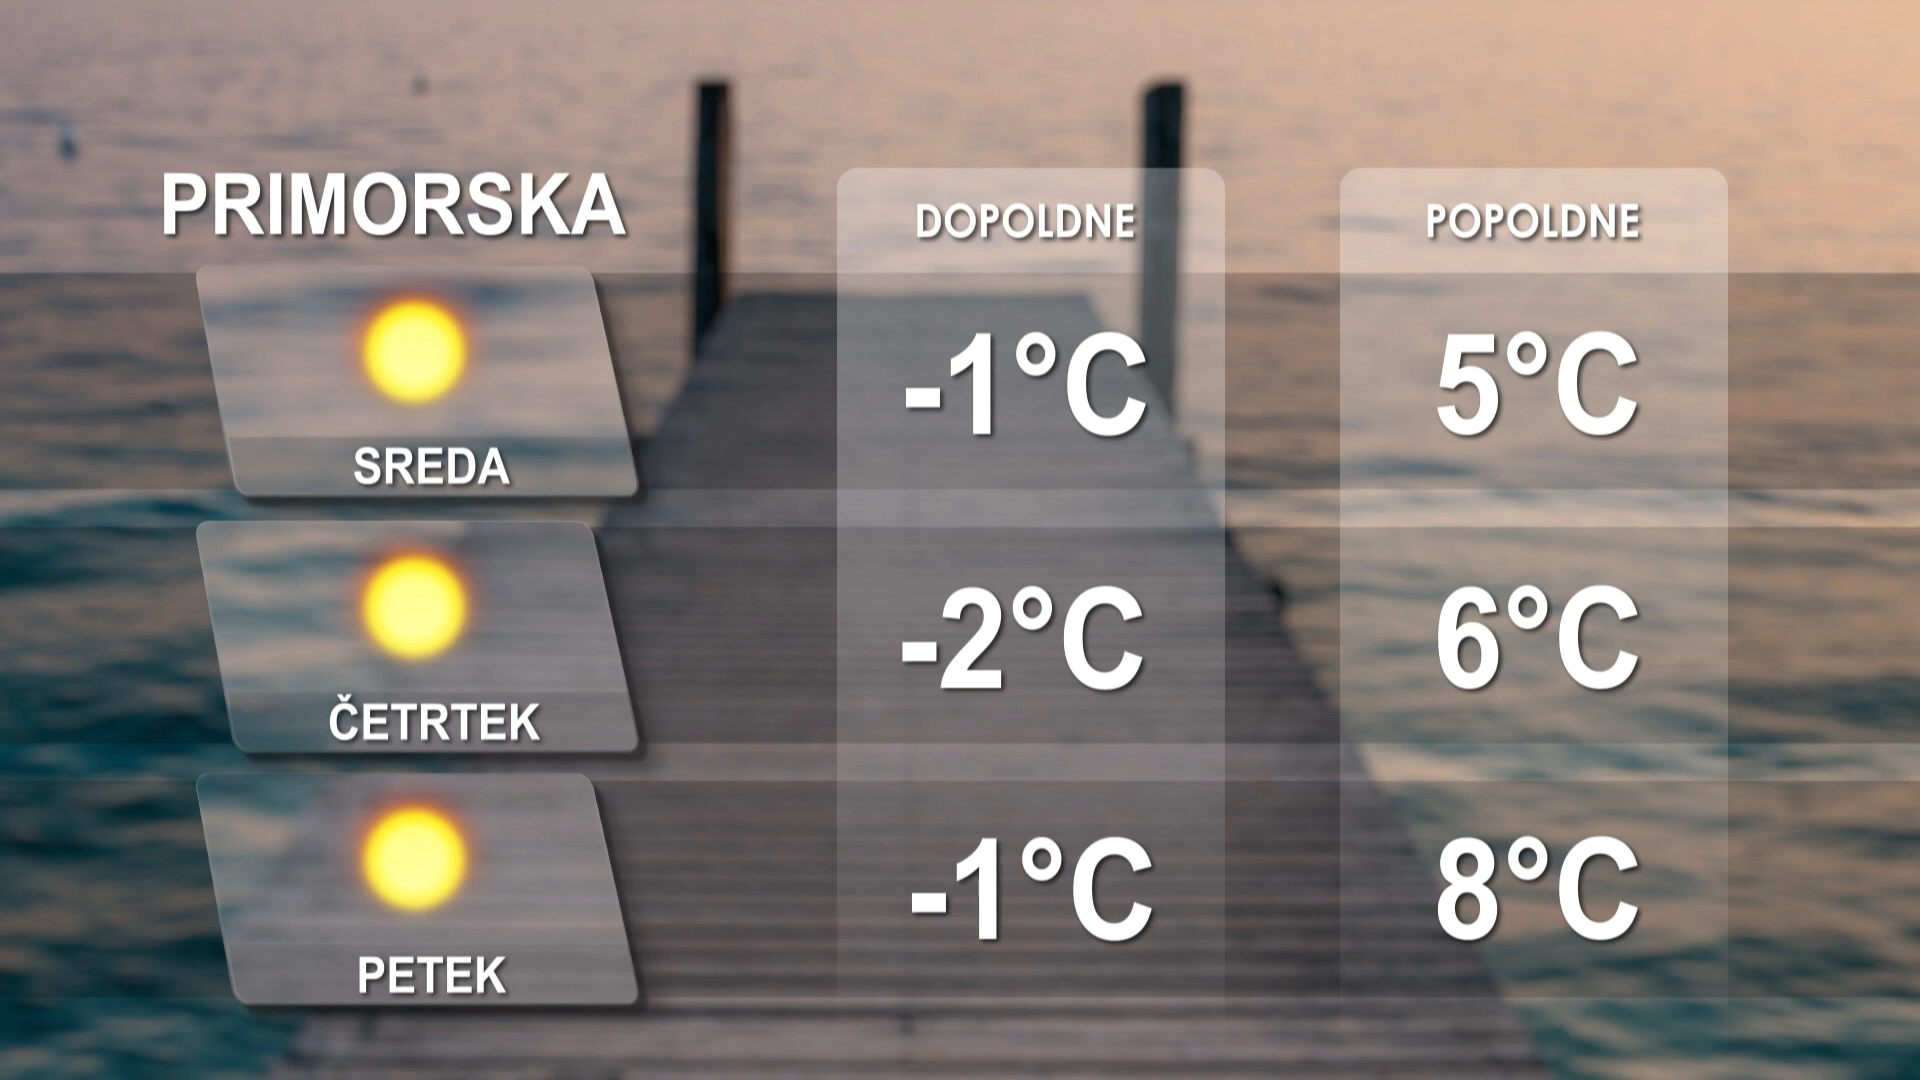 PRIMORSKA
DOPOLDNE
POPOLDNE
-1°C
5°C
SREDA
-2°C
6°C
ČETRTEK
-1°C
8°C
PETEK